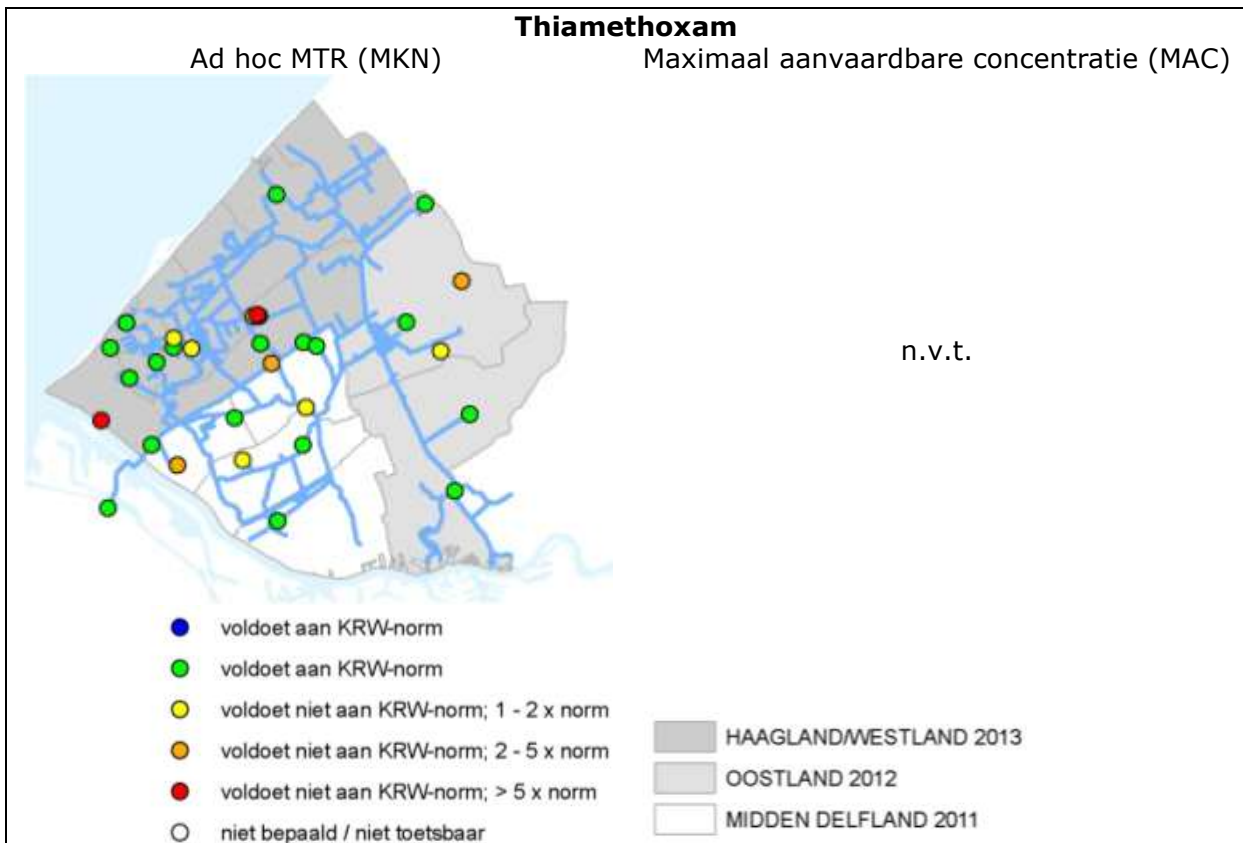 Thiamethoxam
Ad hoc MTR (MKN)
Maximaal aanvaardbare concentratie (MAC)
n.v.t.
voldoet aan KRW-norm
voldoet aan KRW-norm
voldoet niet aan KRW-norm; 1 - 2 x norm
voldoet niet aan KRW-norm; 2 - 5 x norm
voldoet niet aan KRW-norm; > 5 x norm
niet bepaald / niet toetsbaar
HAAGLAND/WESTLAND 2013
OOSTLAND 2012
MIDDEN DELFLAND 2011